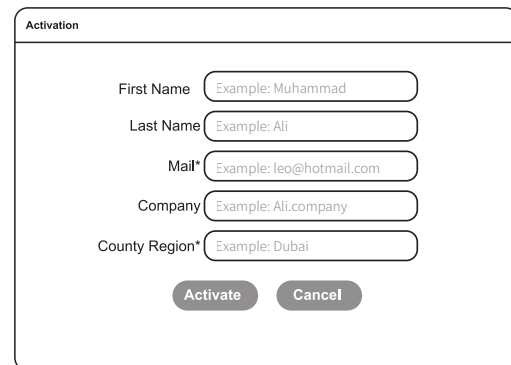 Activation
First Name Example: Muhammad
Last Name Example: Ali
Mail* Example: leo@hotmail.com
Company Example: Ali.company
County Region* Example: Dubai
Activate Cancel